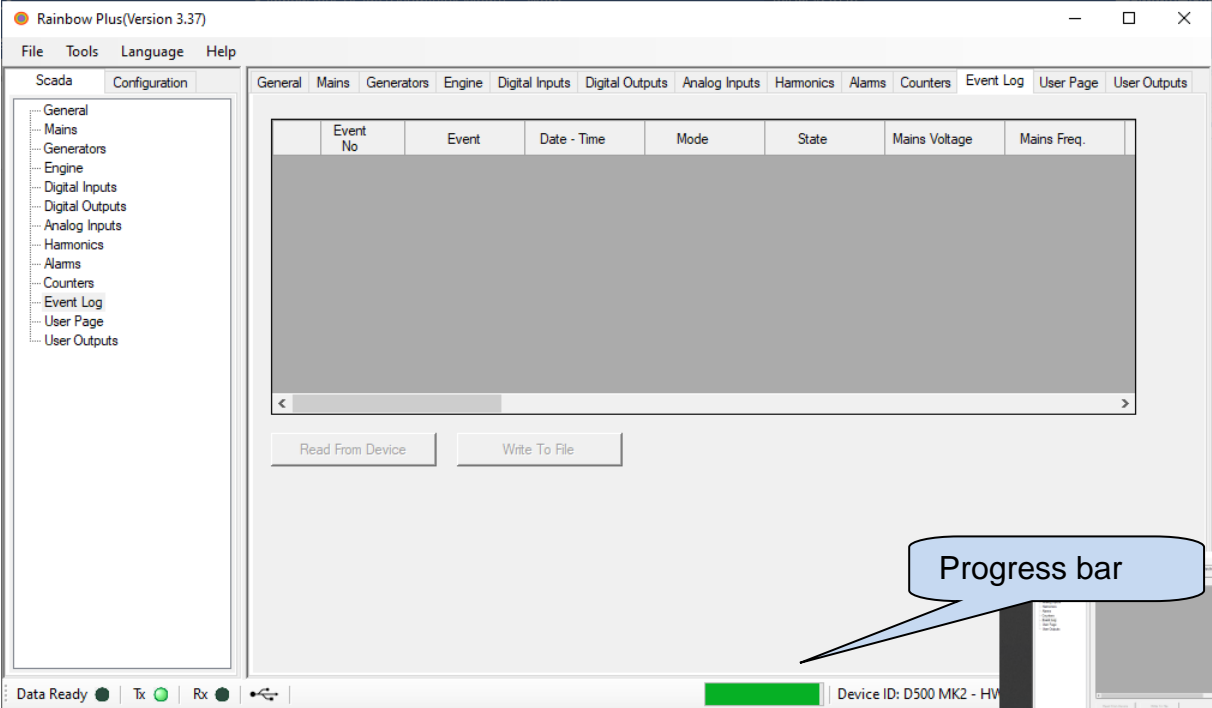 Rainbow Plus(Version 3.37)
File Tools Language Help
Scada Configuration
General Mains Generators Engine Digital Inputs Digital Outputs Analog Inputs Harmonics Alarms Counters Event Log User Page User Outputs
General
Mains
Generators
Engine
Digital Inputs
Digital Outputs
Analog Inputs
Harmonics
Alarms
Counters
Event Log
User Page
User Outputs
Event No Event Date - Time Mode State Mains Voltage Mains Freq.
Read From Device Write To File
Progress bar
Data Ready Tx Rx Device ID: D500 MK2 - HW